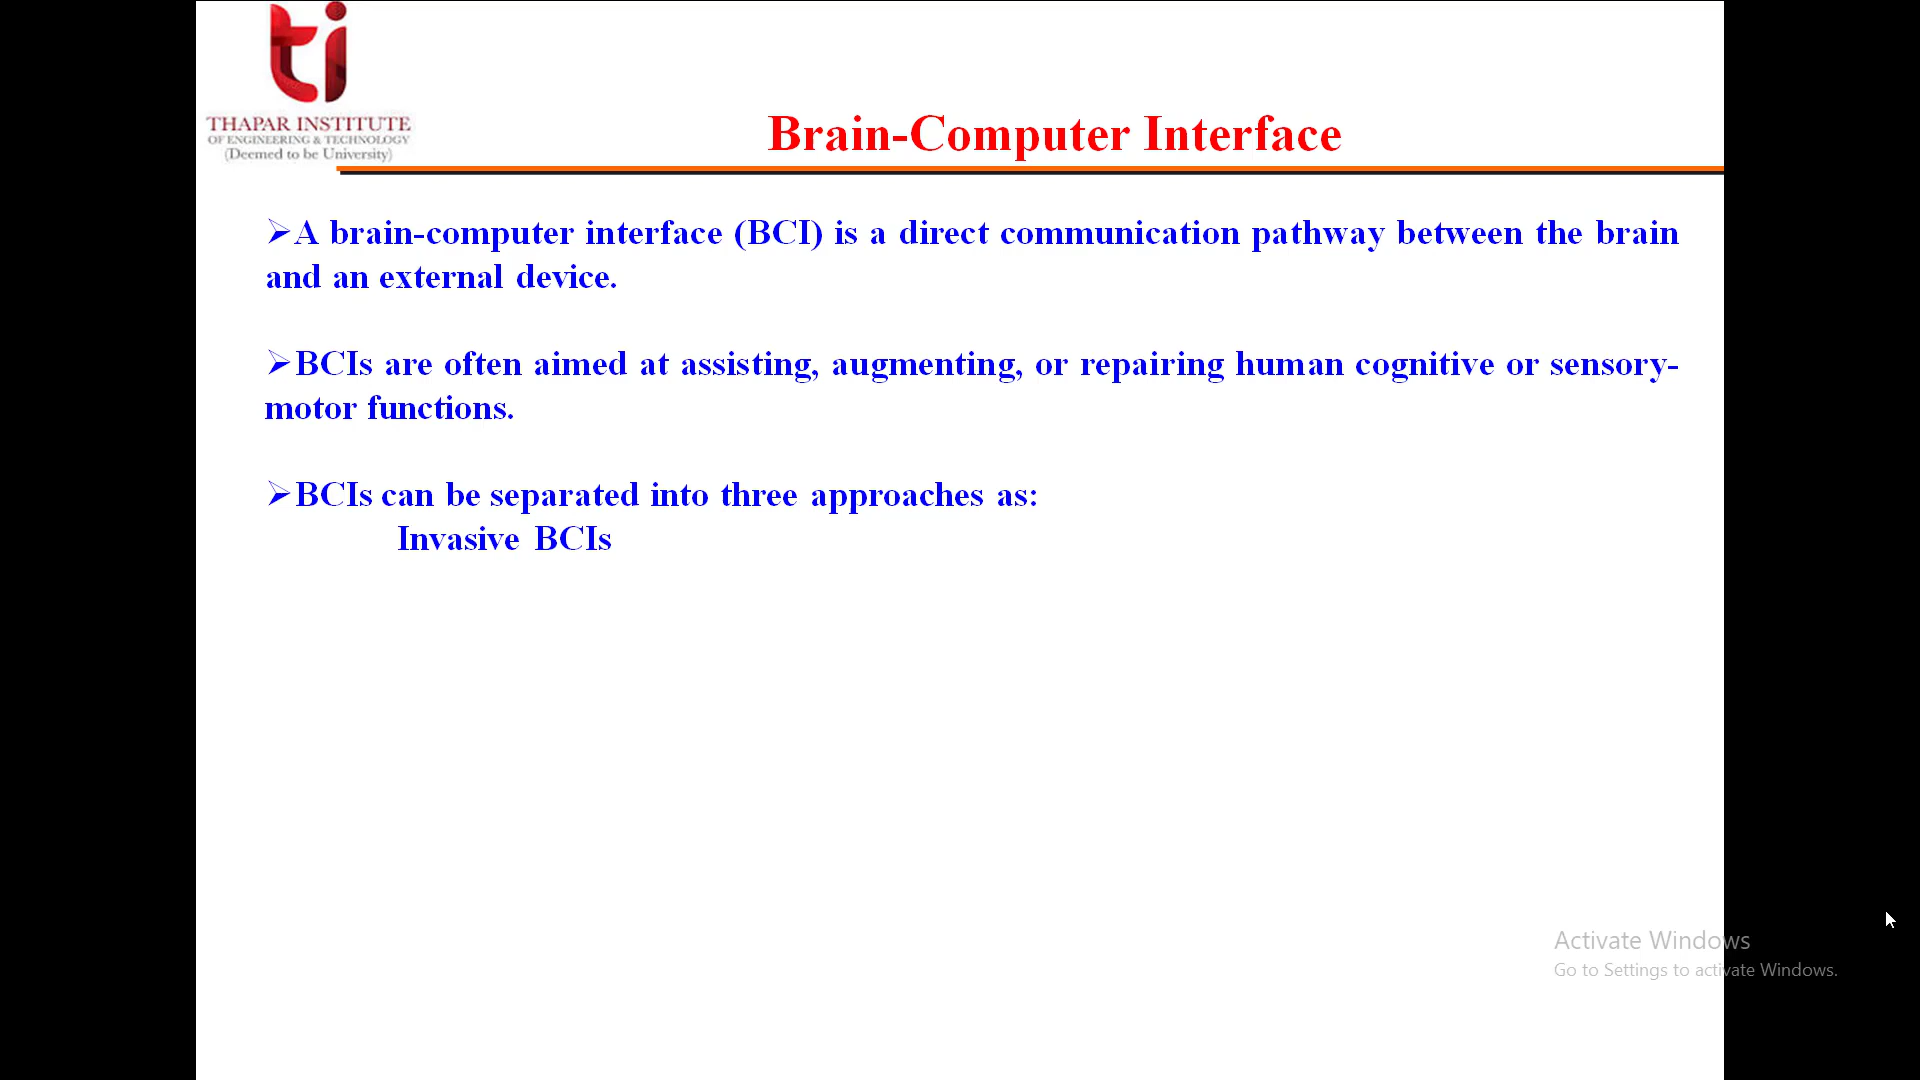 ti
THAPAR INSTITUTE
OF ENGINEERING & TECHNOLOGY
(Deemed to be University)
Brain-Computer Interface
➢A brain-computer interface (BCI) is a direct communication pathway between the brain
and an external device.
➢BCIs are often aimed at assisting, augmenting, or repairing human cognitive or sensory-
motor functions.
➢BCIs can be separated into three approaches as:
Invasive BCIs
Activate Windows
Go to Settings to activate Windows.